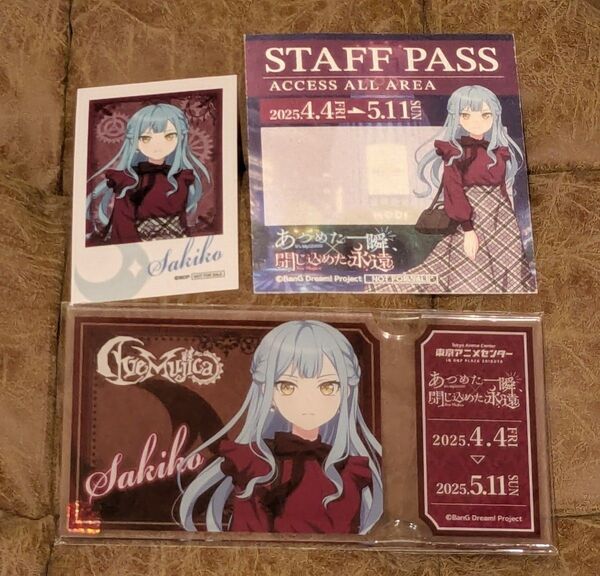 STAFF PASS
ACCESS ALL AREA
2025 4.4 FRI 5.11 SUN
あつめた一瞬
×
閉じ込めた永遠
©BanG Dream! Project
Sakiko
©BDP NOT FOR SALE
Ave Mujica
Sakiko
Tokyo Anime Center
東京アニメセンター
IN DNP PLAZA SHIBUYA
あつめた一瞬
×
閉じ込めた永遠
Ave Mujica
2025.4.4 FRI
2025.5.11 SUN
©BanG Dream! Project